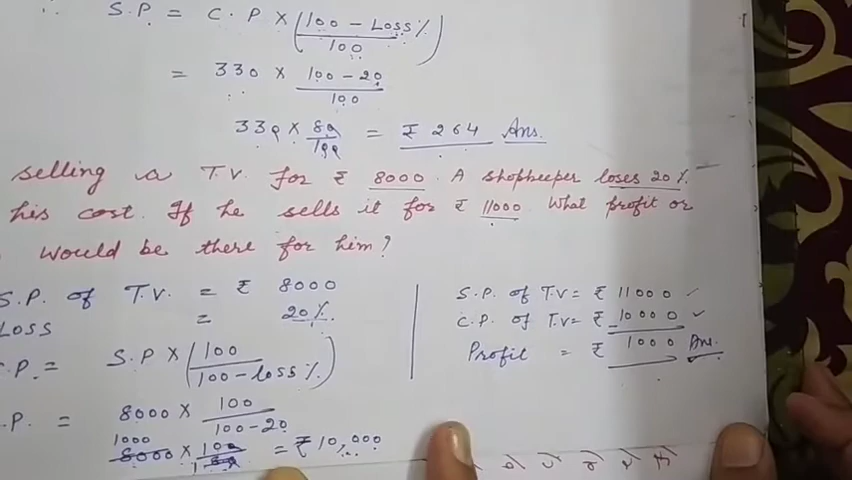 ∴ S.P. = C.P × (100 - Loss% / 100)
= 330 × 100 - 20 / 100
330 × 80/100 = ₹ 264 Ans.
selling a T.V. for ₹ 8000. A shopkeeper loses 20%.
his cost. If he sells it for ₹ 11000 What profit or
would be there for him?
S.P. of T.V. = ₹ 8000
LOSS = 20%.
C.P. = S.P × (100 / 100 - loss%)
.P. = 8000 × 100 / 100-20
1000
8000 × 100 = ₹ 10,000
S.P. of T.V = ₹ 11000 ✓
C.P. of T.V = ₹ 10000 ✓
Profit = ₹ 1000 Ans.